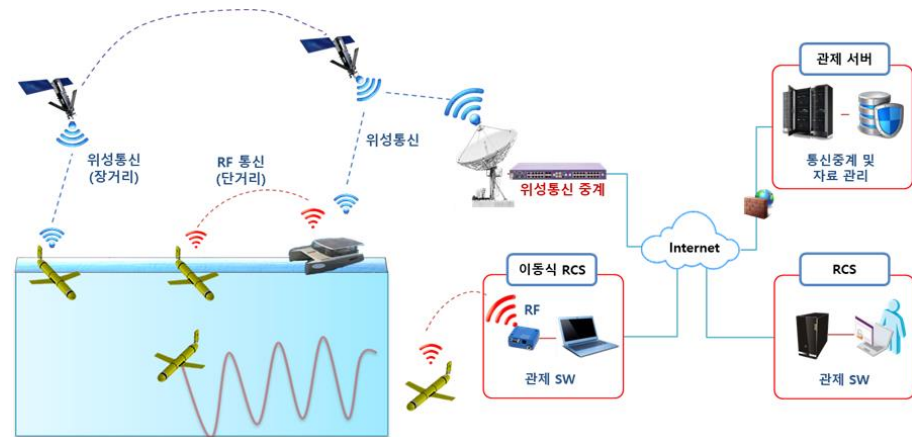 위성통신
(장거리)
RF 통신
(단거리)
위성통신
위성통신 중계
Internet
관제 서버
통신중계 및
자료 관리
이동식 RCS
RF
관제 SW
RCS
관제 SW